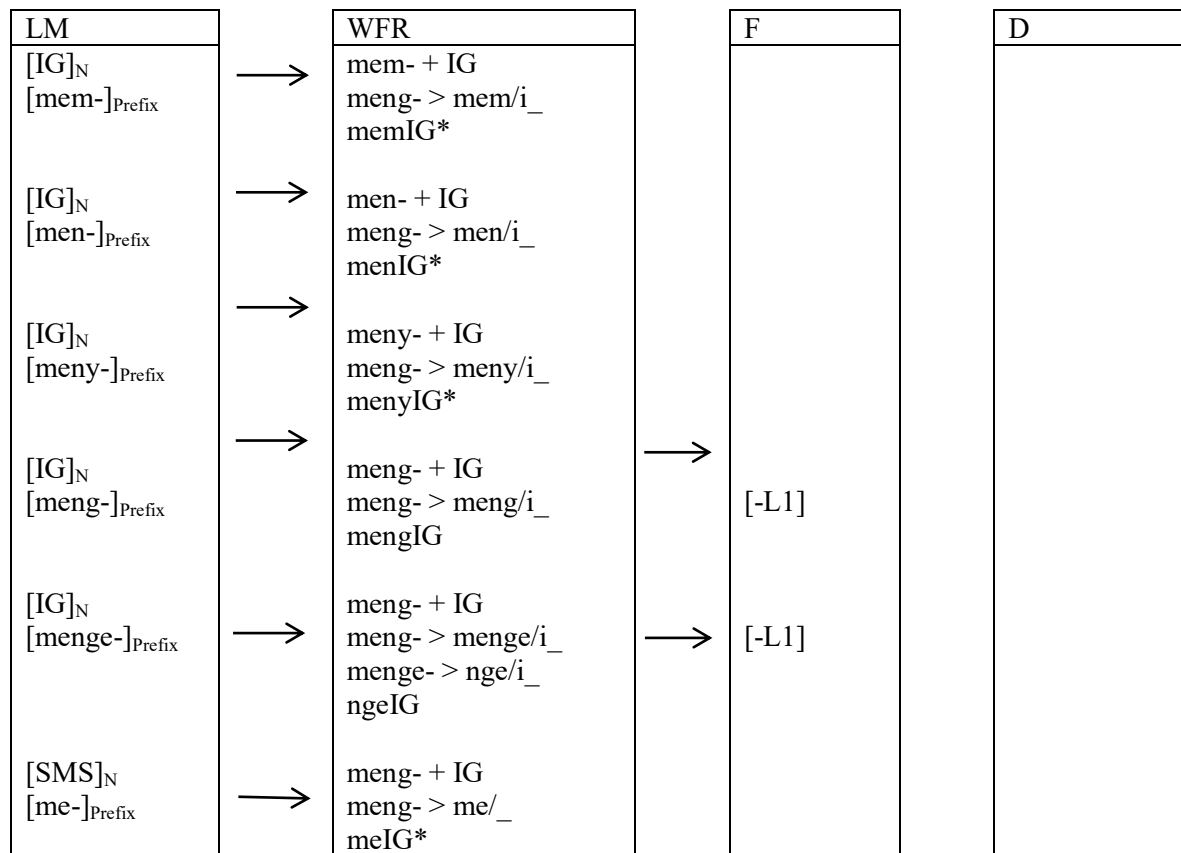 LM WFR F D
[IG]N mem- + IG
[mem-]Prefix meng- > mem/i_
memIG*
[IG]N men- + IG
[men-]Prefix meng- > men/i_
menIG*
[IG]N meny- + IG
[meny-]Prefix meng- > meny/i_
menyIG*
[IG]N meng- + IG
[meng-]Prefix meng- > meng/i_ [-L1]
mengIG
[IG]N meng- + IG
[menge-]Prefix meng- > menge/i_ [-L1]
menge- > nge/i_
ngeIG
[SMS]N meng- + IG
[me-]Prefix meng- > me/_
meIG*